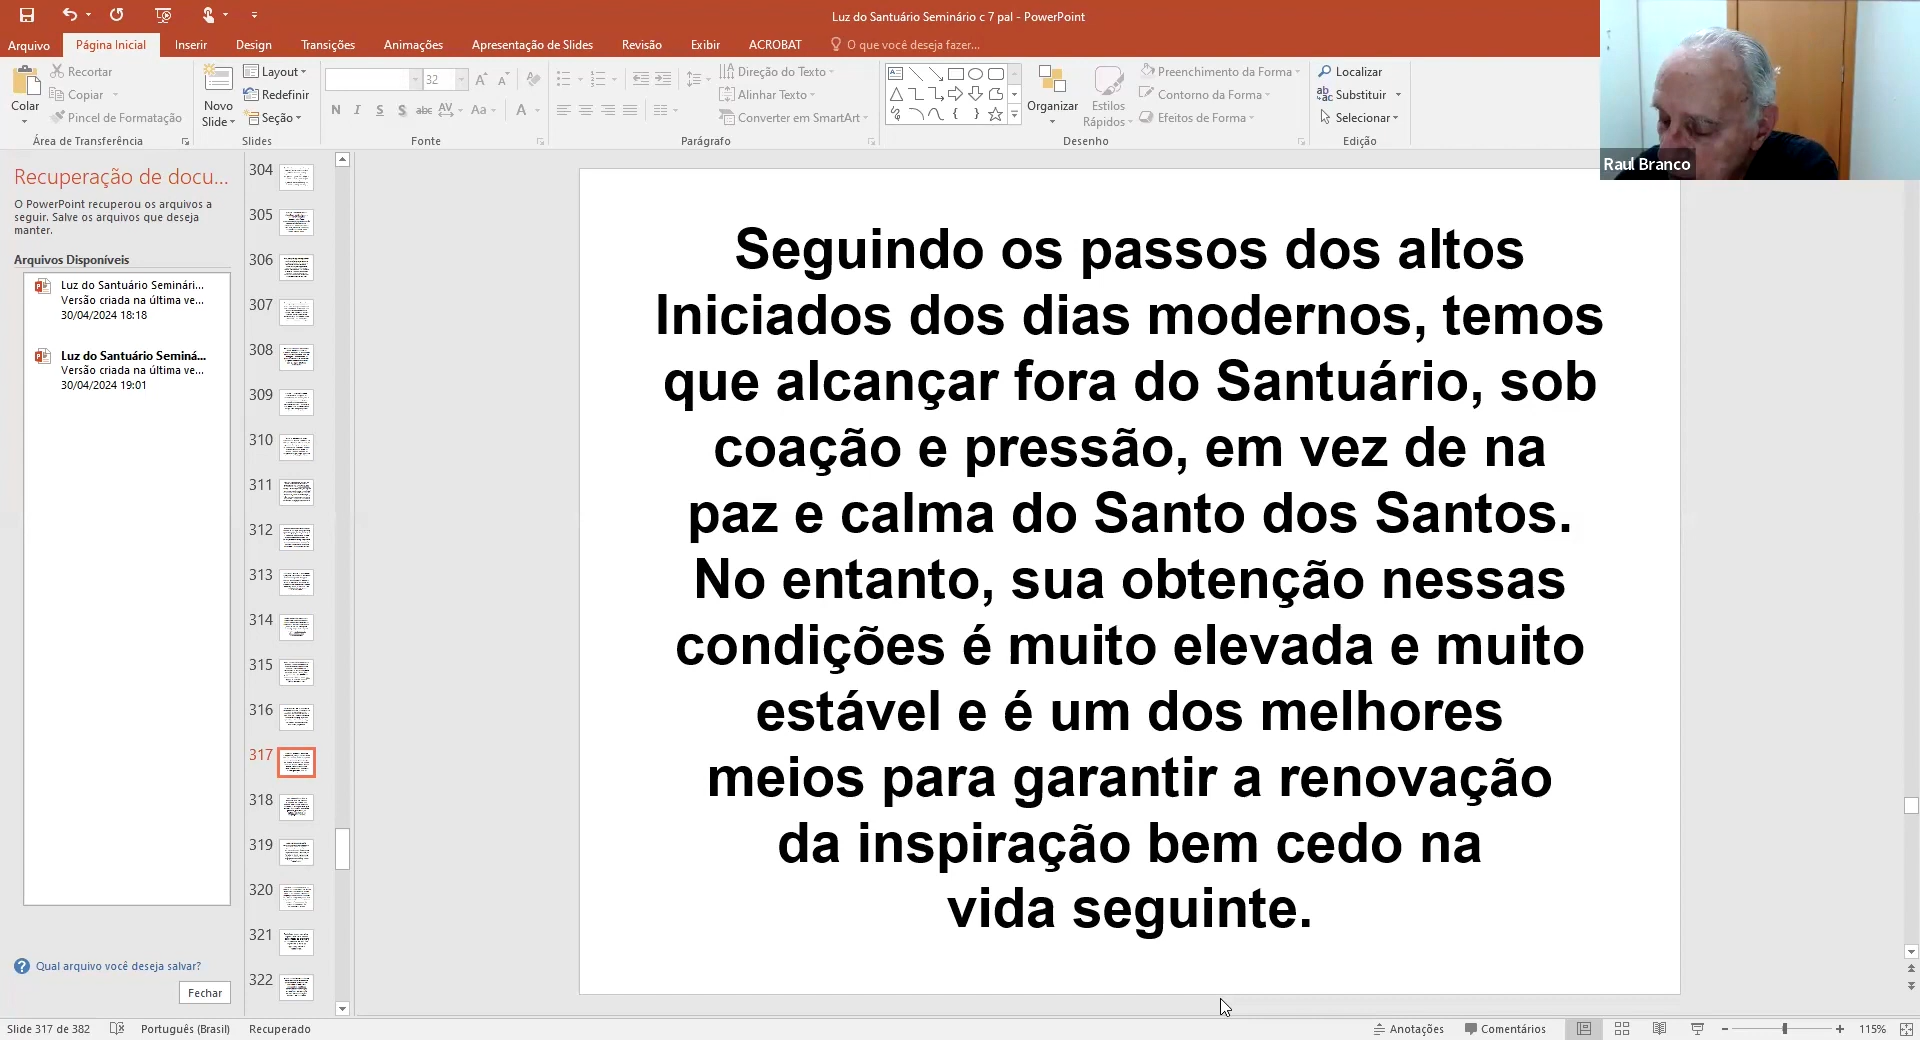 Luz do Santuário Seminário c 7 pal - PowerPoint
Arquivo Página Inicial Inserir Design Transições Animações Apresentação de Slides Revisão Exibir ACROBAT O que você deseja fazer...
Colar
Recortar
Copiar
Pincel de Formatação
Área de Transferência
Novo
Slide
Layout
Redefinir
Seção
Slides
32
N I S S abc AV Aa A
Fonte
Direção do Texto
Alinhar Texto
Converter em SmartArt
Parágrafo
Organizar
Estilos
Rápidos
Preenchimento da Forma
Contorno da Forma
Efeitos de Forma
Desenho
Localizar
Substituir
Selecionar
Edição
Raul Branco
Recuperação de docu...
O PowerPoint recuperou os arquivos a
seguir. Salve os arquivos que deseja
manter.
Arquivos Disponíveis
Luz do Santuário Seminári...
Versão criada na última ve...
30/04/2024 18:18
Luz do Santuário Seminá...
Versão criada na última ve...
30/04/2024 19:01
Qual arquivo você deseja salvar?
Fechar
304
305
306
307
308
309
310
311
312
313
314
315
316
317
318
319
320
321
322
Seguindo os passos dos altos
Iniciados dos dias modernos, temos
que alcançar fora do Santuário, sob
coação e pressão, em vez de na
paz e calma do Santo dos Santos.
No entanto, sua obtenção nessas
condições é muito elevada e muito
estável e é um dos melhores
meios para garantir a renovação
da inspiração bem cedo na
vida seguinte.
Slide 317 de 382 Português (Brasil) Recuperado Anotações Comentários 115%